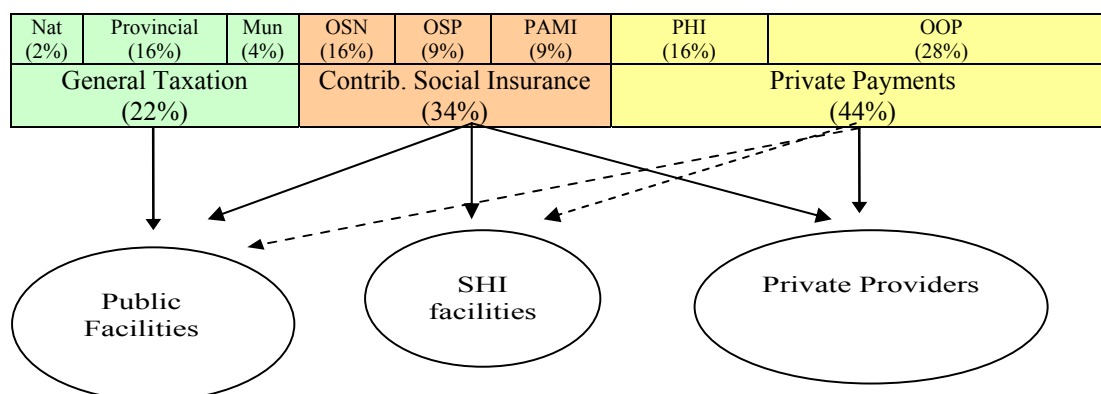 Nat Provincial Mun OSN OSP PAMI PHI OOP
(2%) (16%) (4%) (16%) (9%) (9%) (16%) (28%)
General Taxation Contrib. Social Insurance Private Payments
(22%) (34%) (44%)
Public
Facilities
SHI
facilities
Private Providers